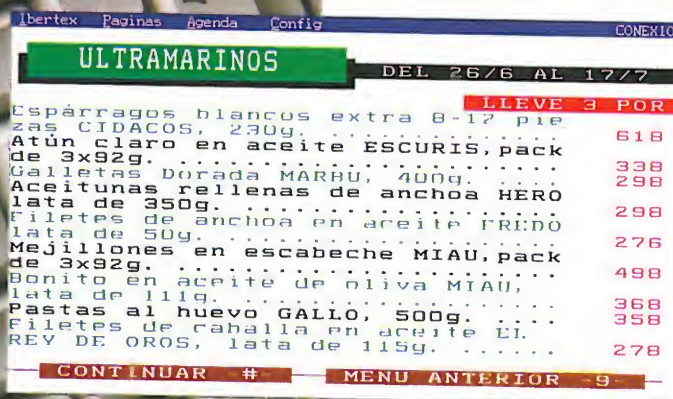 Ibertex Paginas Agenda Config
CONEXIO
ULTRAMARINOS
DEL 26/6 AL 17/7
LLEVE 3 POR
Espárragos blancos extra 8-12 pie
zas CIDACOS, 230g. ................ 618
Atún claro en aceite ESCURIS, pack
de 3x92g. ................ 338
Galletas Dorada MARBU, 400g. .... 298
Aceitunas rellenas de anchoa HERO
lata de 350g. ................ 298
Filetes de anchoa en aceite FREDO
lata de 50g. ................ 276
Mejillones en escabeche MIAU, pack
de 3x92g. ................ 498
Bonito en aceite de oliva MIAU,
lata de 111g. ................ 368
Pastas al huevo GALLO, 500g. .... 358
Filetes de caballa en aceite EL
REY DE OROS, lata de 115g. ...... 278
CONTINUAR -#- MENU ANTERIOR -9-